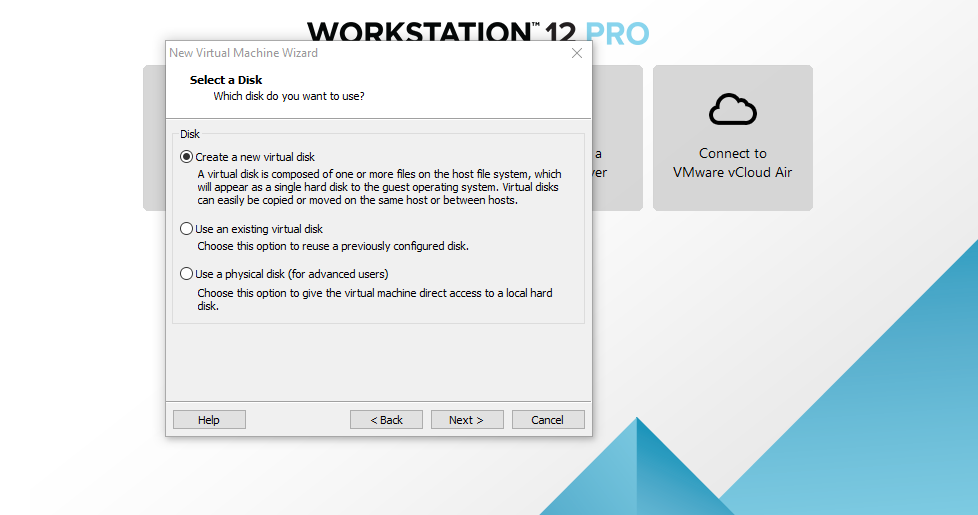 WORKSTATION™ 12 PRO
New Virtual Machine Wizard
Select a Disk
Which disk do you want to use?
Disk
Create a new virtual disk
A virtual disk is composed of one or more files on the host file system, which
will appear as a single hard disk to the guest operating system. Virtual disks
can easily be copied or moved on the same host or between hosts.
Use an existing virtual disk
Choose this option to reuse a previously configured disk.
Use a physical disk (for advanced users)
Choose this option to give the virtual machine direct access to a local hard
disk.
Help
< Back
Next >
Cancel
a
Connect to
VMware vCloud Air